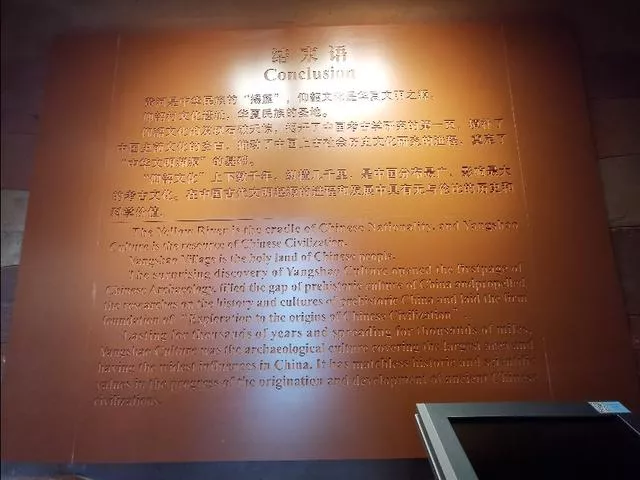 结束语
Conclusion
黄河是中华民族的“摇篮”，仰韶文化是华夏文明之源。
仰韶村文化遗址，华夏民族的圣地。
仰韶文化的发现石破天惊，揭开了中国考古学研究的第一页，填补了
中国史前文化的空白，推动了中国上古社会历史文化研究的进程，奠定了
“中华文明探源”的基础。
“仰韶文化”上下数千年，纵横几千里，是中国分布最广、影响最大
的考古文化。在中国古代文明起源的进程和发展中具有无与伦比的历史和
科学价值。
The Yellow River is the cradle of Chinese Nationality, and Yangshao
Culture is the resource of Chinese Civilization.
Yangshao Village is the holy land of Chinese people.
The surprising discovery of Yangshao Culture opened the firstpage of
Chinese Archaeology, filled the gap of prehistoric culture of China andpropelled
the researches on the history and cultures of prehistoric China and laid the firm
foundation of “Exploration to the origins of Chinese Civilization”.
Lasting for thousands of years and spreading for thousands of miles,
Yangshao Culture was the archaeological culture covering the largest area and
having the widest influences in China. It has matchless historic and scientific
values in the progress of the origination and development of ancient Chinese
civilizations.